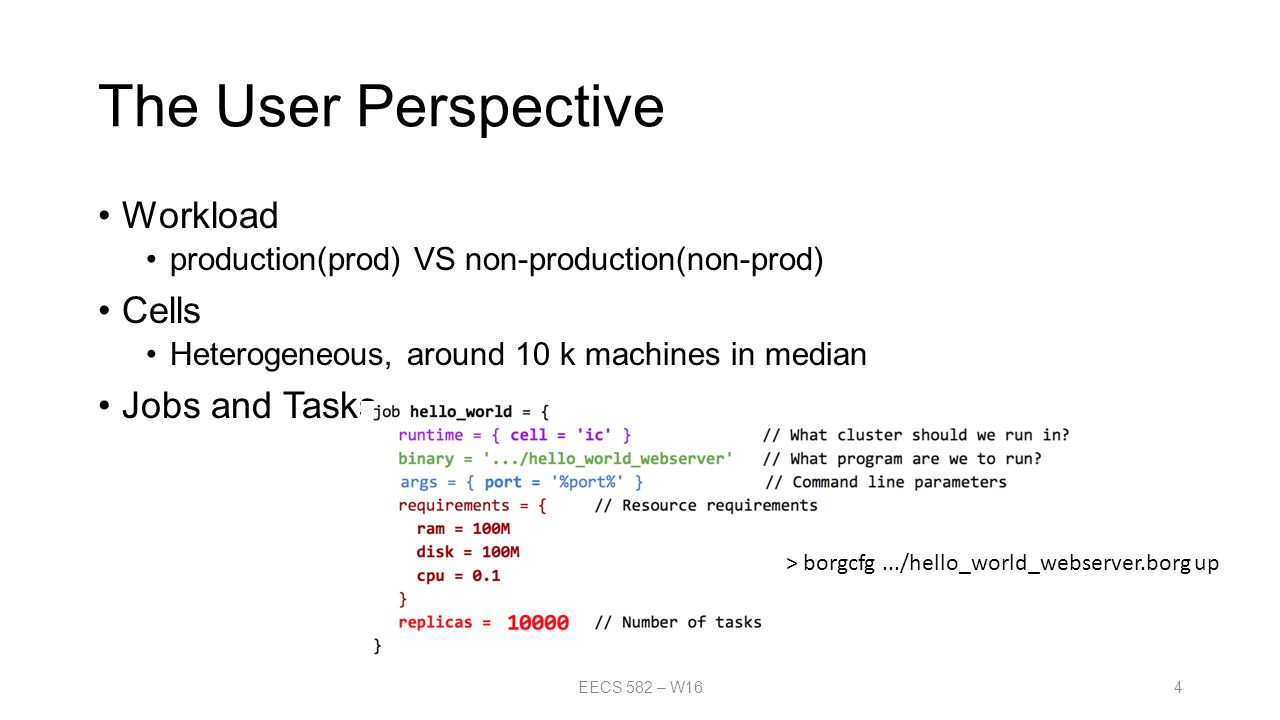 The User Perspective
• Workload
• production(prod) VS non-production(non-prod)
• Cells
• Heterogeneous, around 10 k machines in median
• Jobs and Tasks
job hello_world = {
runtime = { cell = 'ic' } // What cluster should we run in?
binary = '.../hello_world_webserver' // What program are we to run?
args = { port = '%port%' } // Command line parameters
requirements = { // Resource requirements
ram = 100M
disk = 100M
cpu = 0.1
}
> borgcfg .../hello_world_webserver.borg up
replicas = 10000 // Number of tasks
}
EECS 582 – W16 4